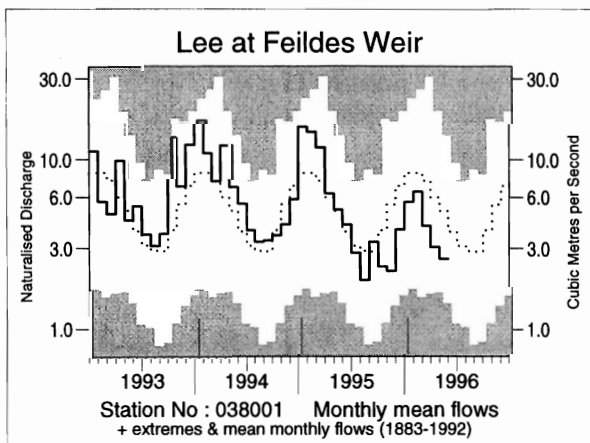 Lee at Feildes Weir
30.0 30.0
10.0 10.0
6.0 6.0
3.0 3.0
1.0 1.0
Naturalised Discharge
Cubic Metres per Second
1993 1994 1995 1996
Station No : 038001 Monthly mean flows
+ extremes & mean monthly flows (1883-1992)